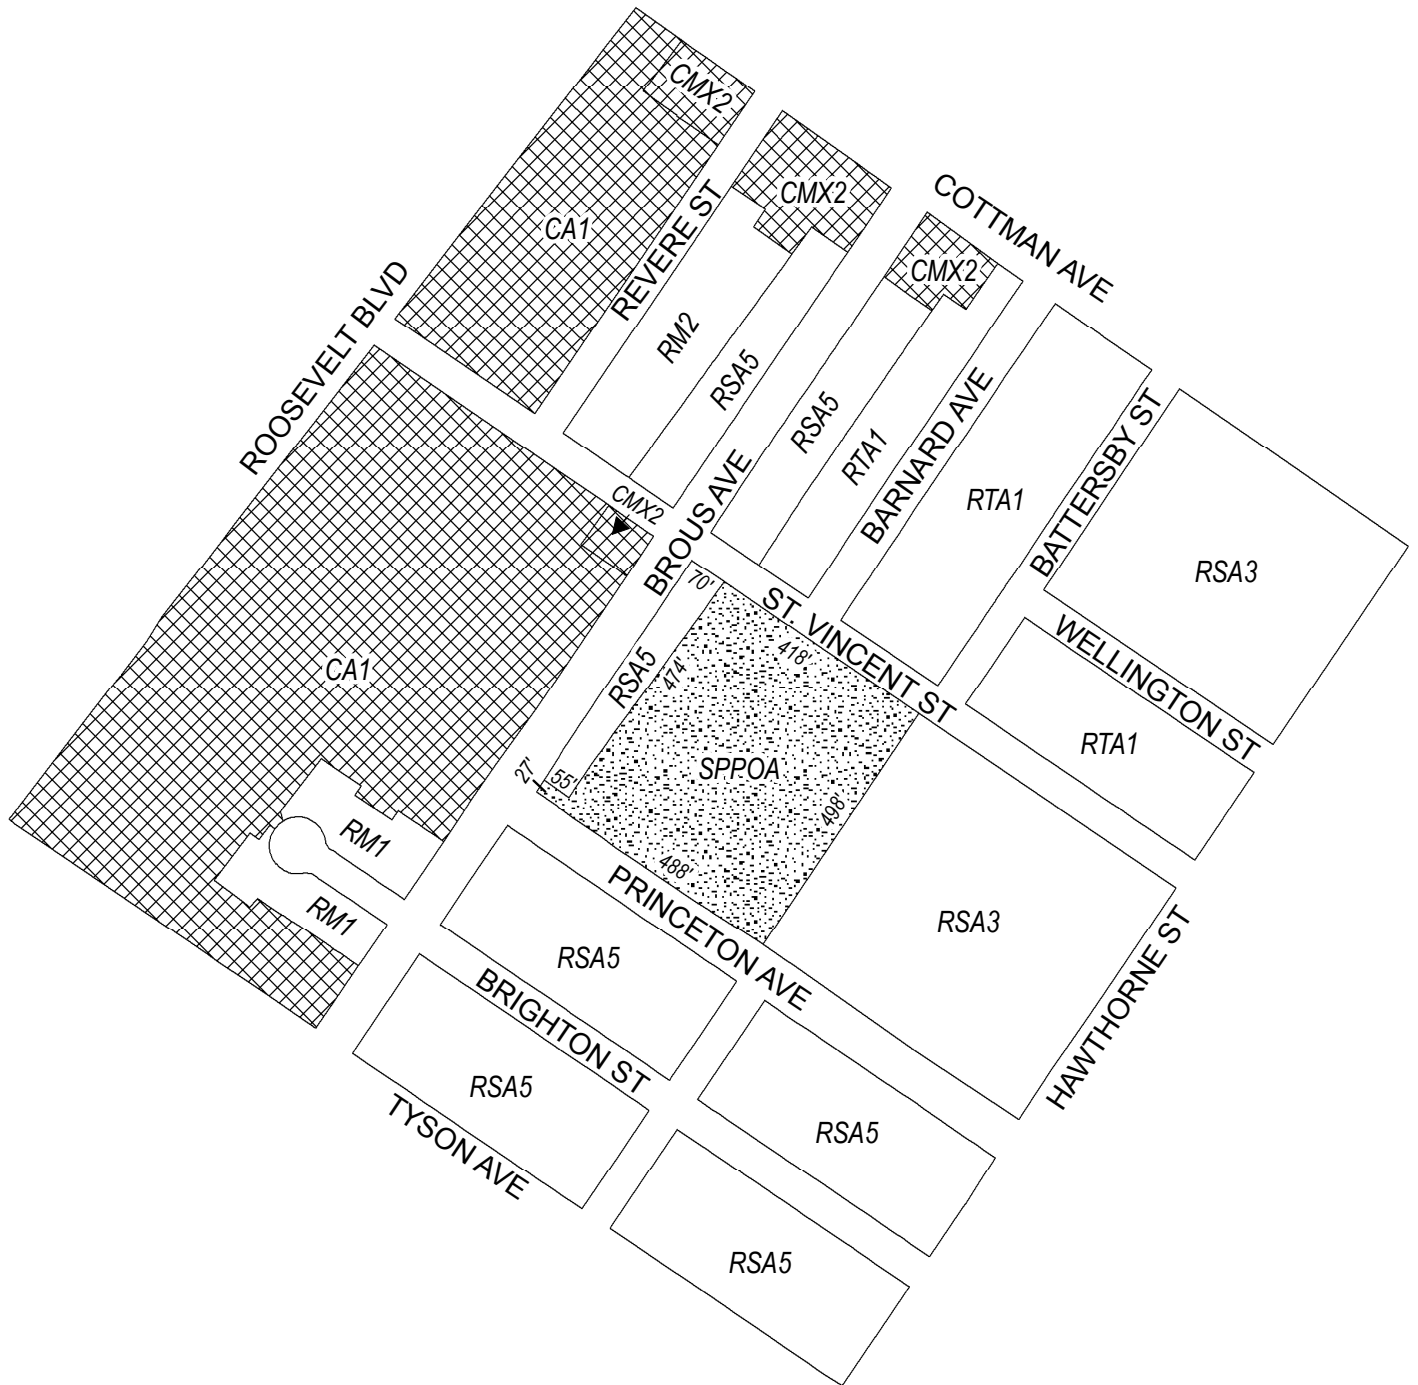 CMX2
CMX2
COTTMAN AVE
CA1
REVERE ST
CMX2
ROOSEVELT BLVD
RM2
RSA5
RSA5
RTA1
BARNARD AVE
RTA1
BATTERSBY ST
RSA3
CMX2
BROUS AVE
70'
ST. VINCENT ST
418'
WELLINGTON ST
RTA1
CA1
RSA5
474'
SPPOA
498'
27'
55'
488'
RM1
RM1
PRINCETON AVE
RSA3
HAWTHORNE ST
RSA5
BRIGHTON ST
RSA5
TYSON AVE
RSA5
RSA5